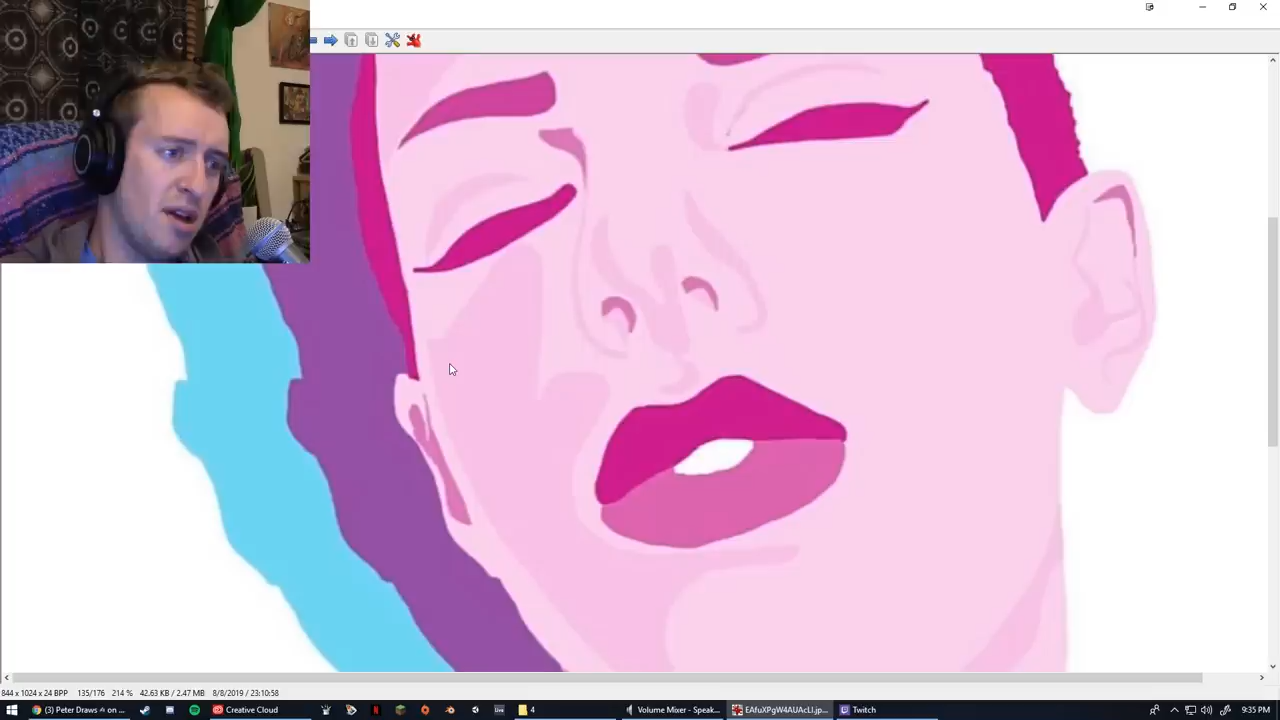 844 x 1024 x 24 BPP 135/176 214 % 42.63 KB / 2.47 MB 8/8/2019 / 23:10:58
(3) Peter Draws on ... Creative Cloud 4 Volume Mixer - Speak... EAfuXPgW4AUAcLI.jp... Twitch 9:35 PM